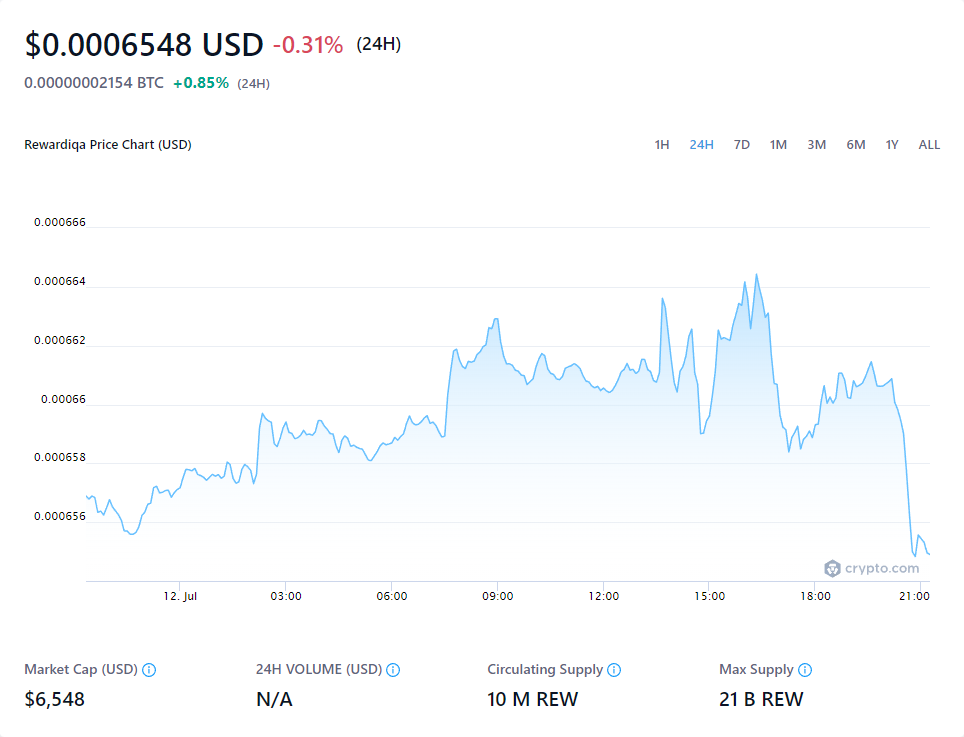 $0.0006548 USD -0.31% (24H)
0.00000002154 BTC +0.85% (24H)
Rewardiqa Price Chart (USD) 1H 24H 7D 1M 3M 6M 1Y ALL
0.000666
0.000664
0.000662
0.00066
0.000658
0.000656
crypto.com
12. Jul 03:00 06:00 09:00 12:00 15:00 18:00 21:00
Market Cap (USD) 24H VOLUME (USD) Circulating Supply Max Supply
$6,548 N/A 10 M REW 21 B REW